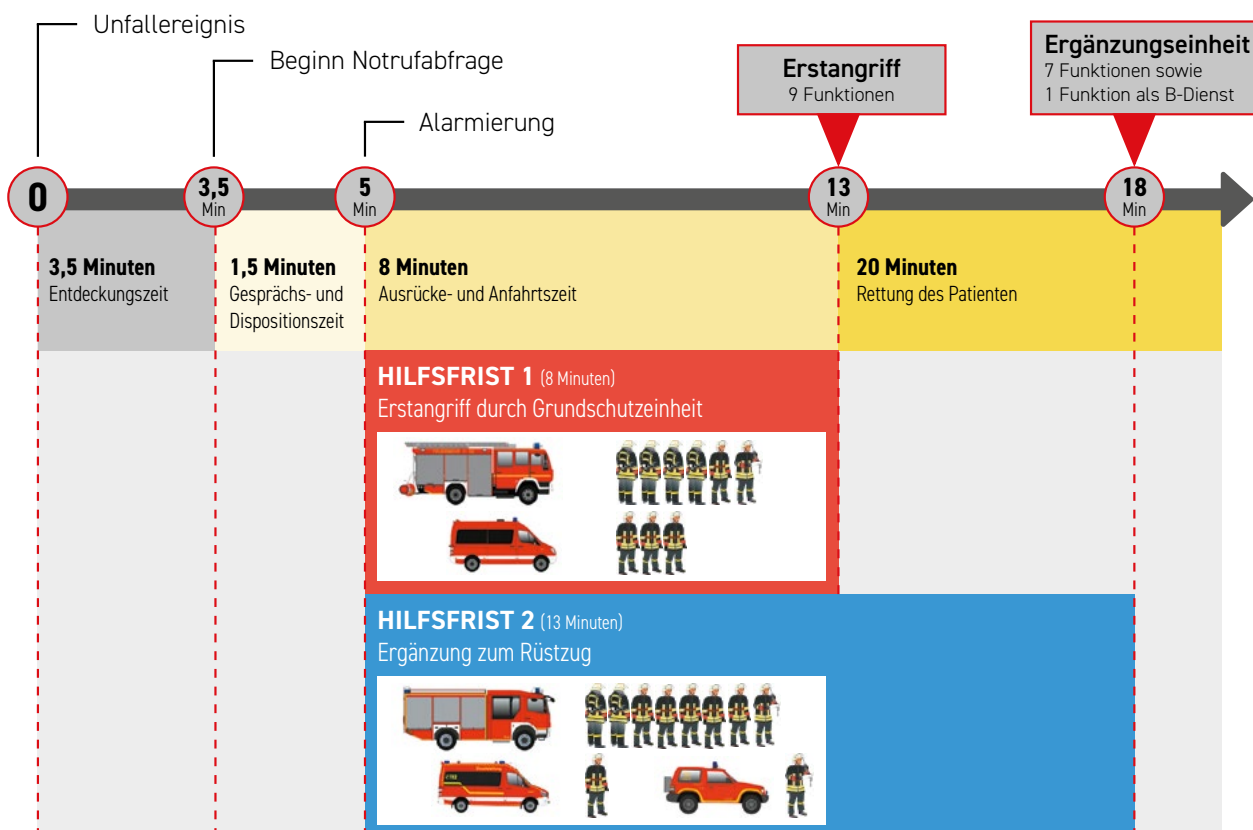 Unfallereignis
Beginn Notrufabfrage
Alarmierung
Erstangriff
9 Funktionen
Ergänzungseinheit
7 Funktionen sowie
1 Funktion als B-Dienst
0
3,5
Min
5
Min
13
Min
18
Min
3,5 Minuten
Entdeckungszeit
1,5 Minuten
Gesprächs- und
Dispositionszeit
8 Minuten
Ausrücke- und Anfahrtszeit
20 Minuten
Rettung des Patienten
HILFSFRIST 1 (8 Minuten)
Erstangriff durch Grundschutzeinheit
HILFSFRIST 2 (13 Minuten)
Ergänzung zum Rüstzug